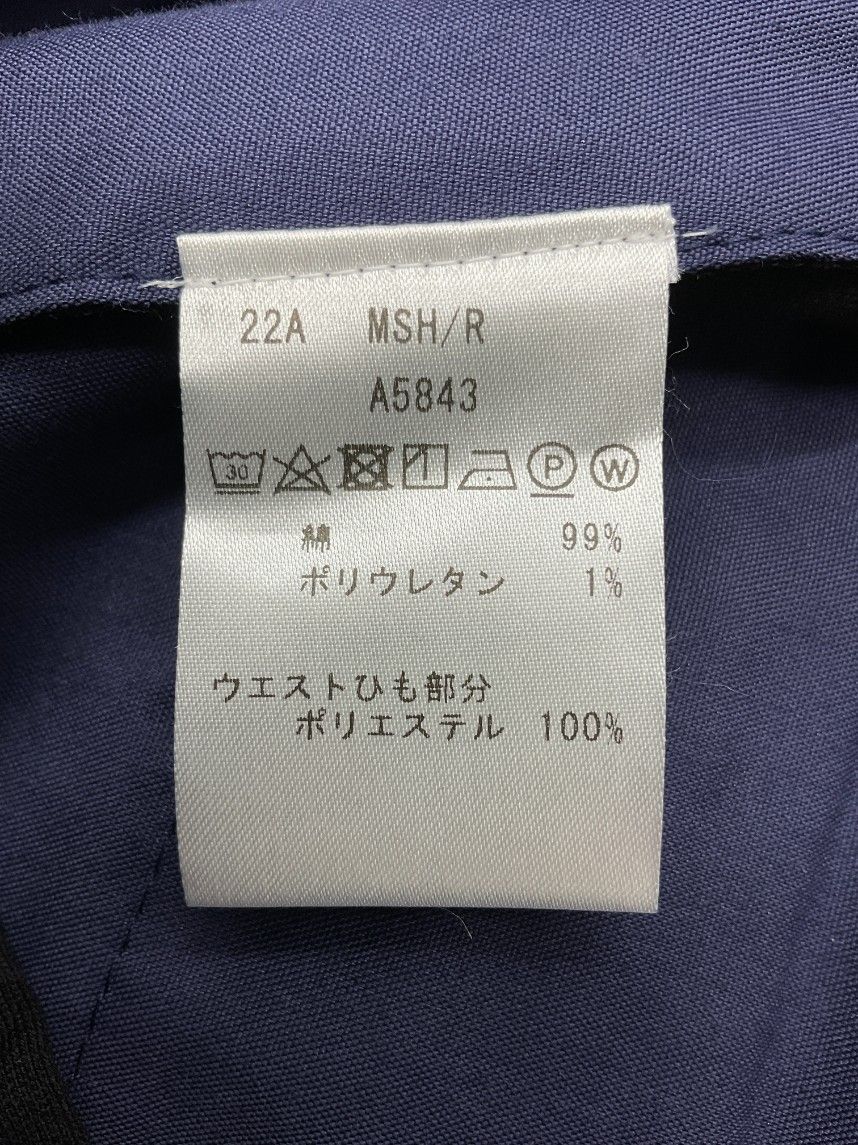 22A MSH/R
A5843
30 P W
綿 99%
ポリウレタン 1%
ウエストひも部分
ポリエステル 100%